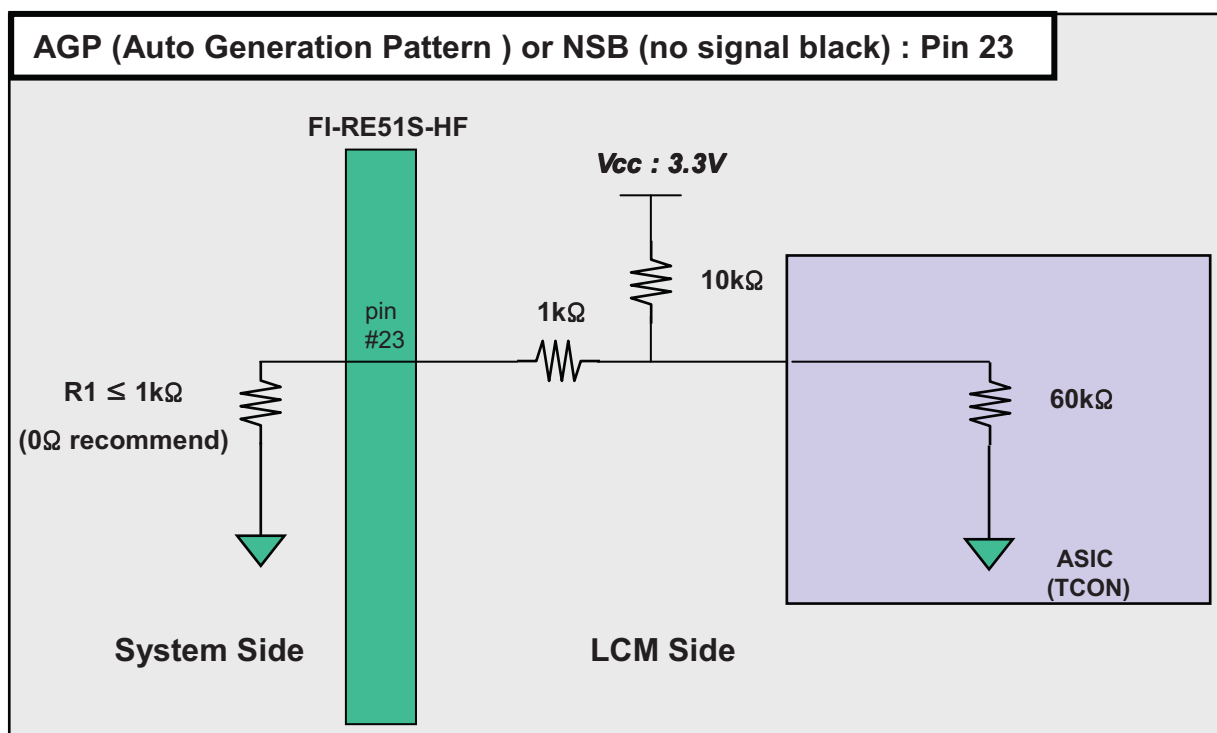 AGP (Auto Generation Pattern ) or NSB (no signal black) : Pin 23
FI-RE51S-HF
Vcc : 3.3V
10kΩ
1kΩ
pin
#23
R1 ≤ 1kΩ
(0Ω recommend)
60kΩ
ASIC
(TCON)
System Side
LCM Side